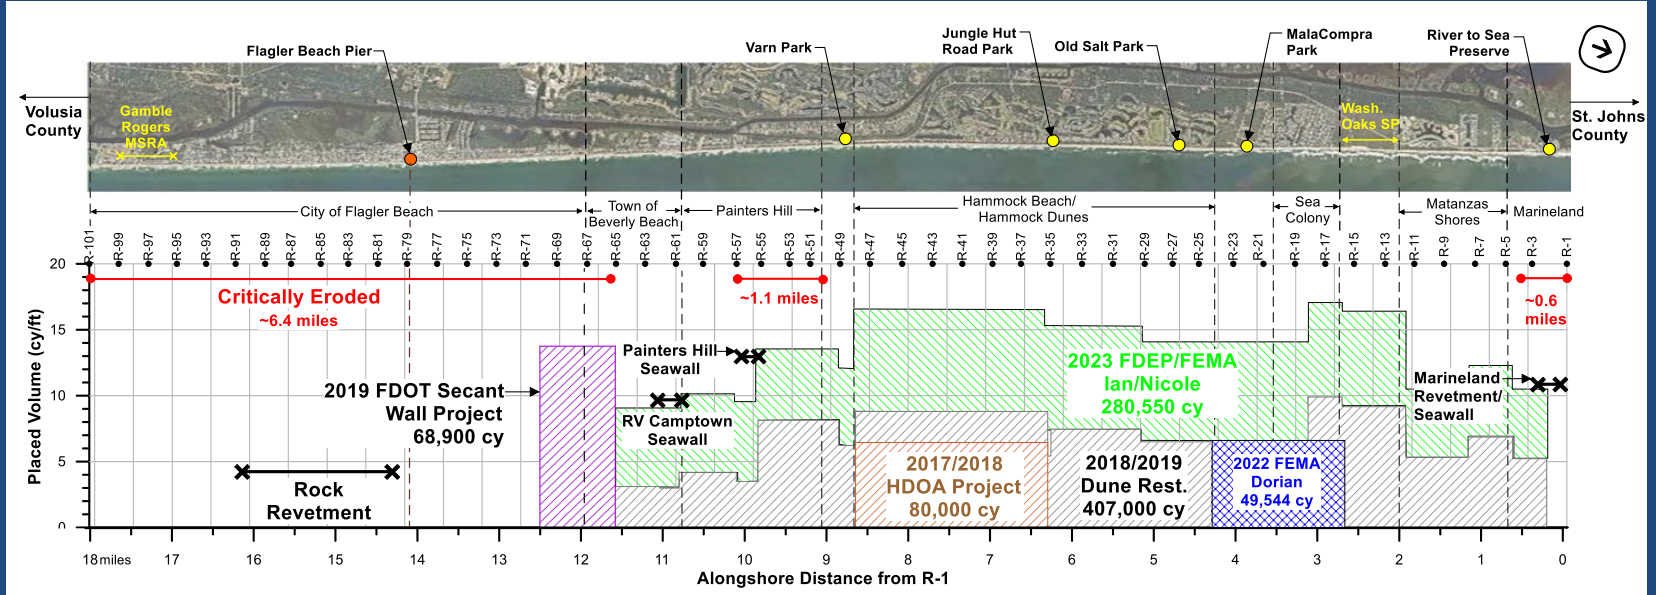 Flagler Beach Pier
Varn Park
Jungle Hut
Road Park
Old Salt Park
MalaCompra
Park
River to Sea
Preserve
Volusia
County
Gamble
Rogers
MSRA
Wash.
Oaks SP
St. Johns
County
City of Flagler Beach
Town of
Beverly Beach
Painters Hill
Hammock Beach/
Hammock Dunes
Sea
Colony
Matanzas
Shores
Marineland
R-101
R-99
R-97
R-95
R-93
R-91
R-89
R-87
R-85
R-83
R-81
R-79
R-77
R-75
R-73
R-71
R-69
R-67
R-65
R-63
R-61
R-59
R-57
R-55
R-53
R-51
R-49
R-47
R-45
R-43
R-41
R-39
R-37
R-35
R-33
R-31
R-29
R-27
R-25
R-23
R-21
R-19
R-17
R-15
R-13
R-11
R-9
R-7
R-5
R-3
R-1
Placed Volume (cy/ft)
20
15
10
5
0
Critically Eroded
~6.4 miles
~1.1 miles
~0.6
miles
Painters Hill
Seawall
2019 FDOT Secant
Wall Project
68,900 cy
RV Camptown
Seawall
2023 FDEP/FEMA
Ian/Nicole
280,550 cy
Marineland
Revetment/
Seawall
Rock
Revetment
2017/2018
HDOA Project
80,000 cy
2018/2019
Dune Rest.
407,000 cy
2022 FEMA
Dorian
49,544 cy
18 miles 17 16 15 14 13 12 11 10 9 8 7 6 5 4 3 2 1 0
Alongshore Distance from R-1